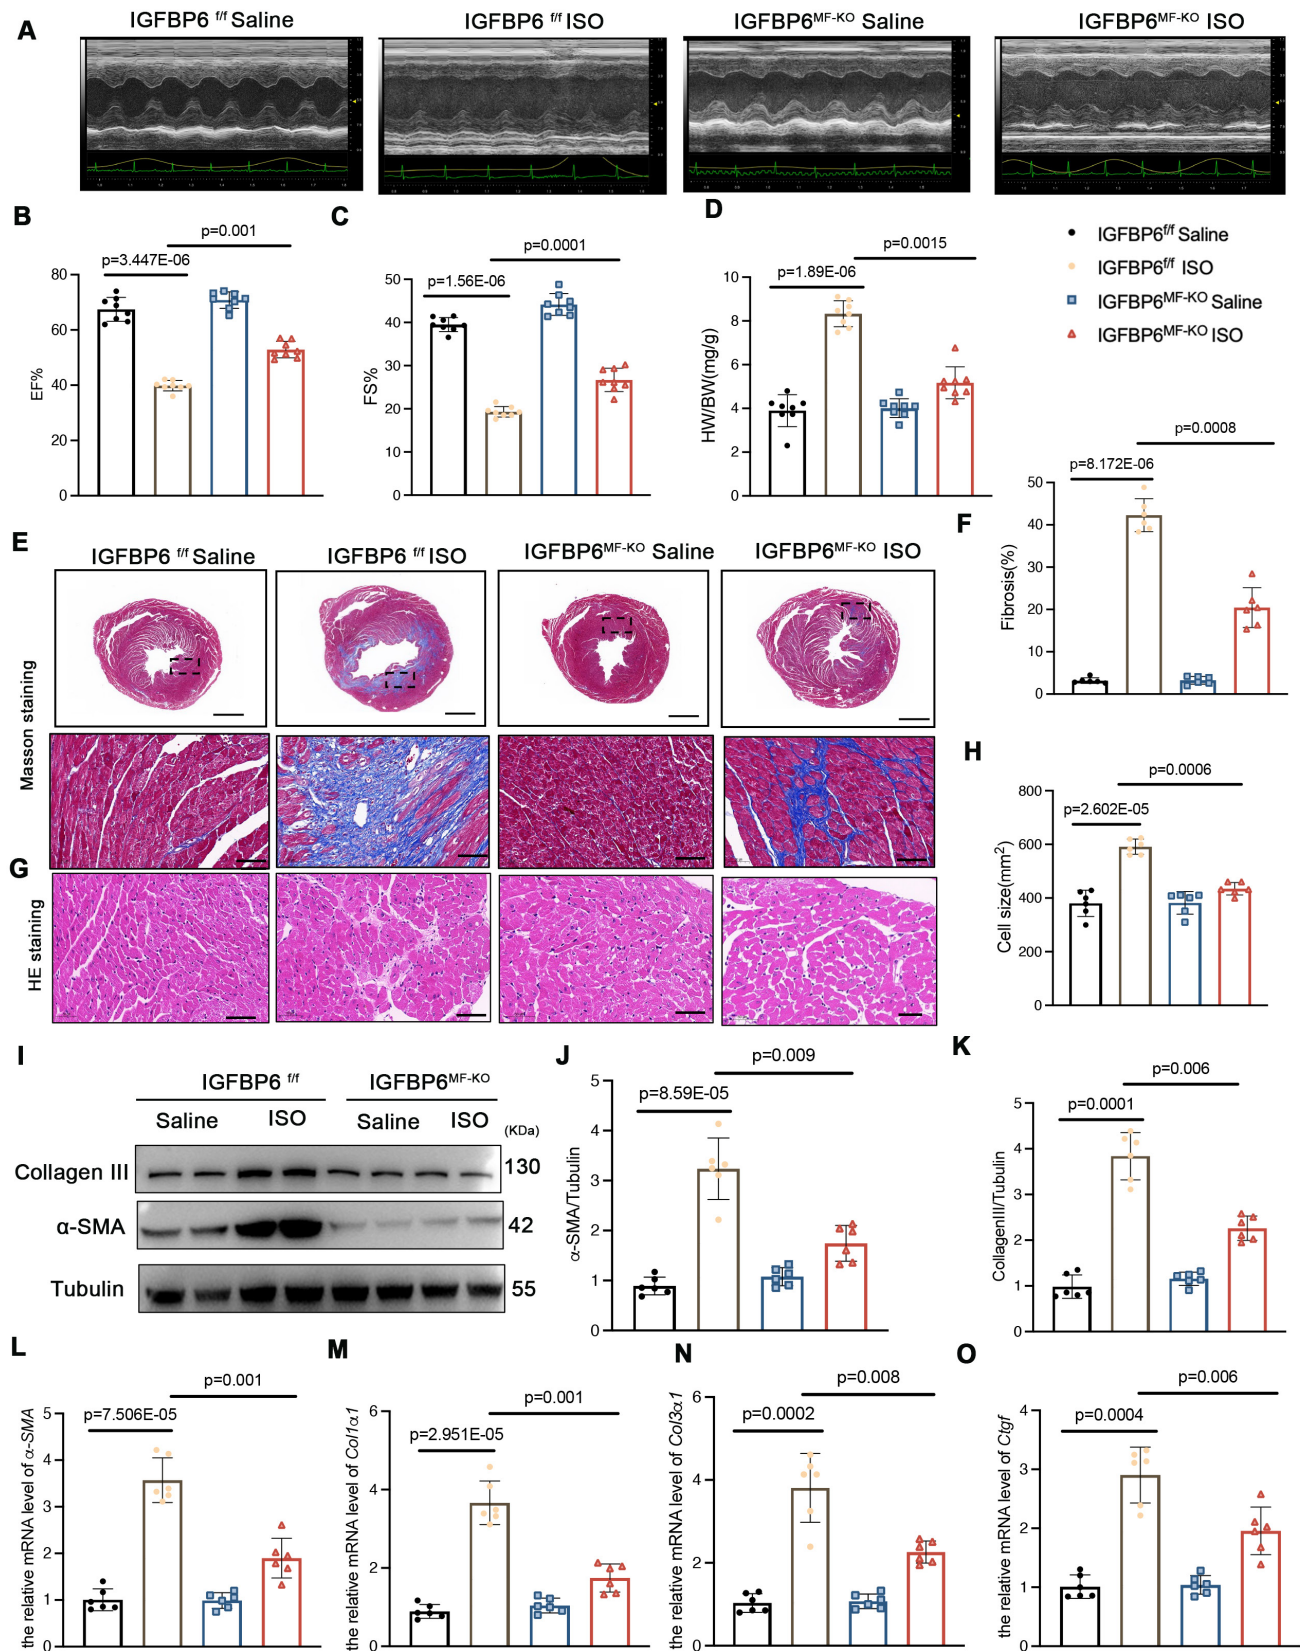 A
IGFBP6 f/f Saline
IGFBP6 f/f ISO
IGFBP6MF-KO Saline
IGFBP6MF-KO ISO
B
p=0.001
p=3.447E-06
EF%
80
60
40
20
0
C
p=0.0001
p=1.56E-06
FS%
50
40
30
20
10
0
D
p=0.0015
p=1.89E-06
HW/BW(mg/g)
10
8
6
4
2
0
IGFBP6f/f Saline
IGFBP6f/f ISO
IGFBP6MF-KO Saline
IGFBP6MF-KO ISO
E
IGFBP6 f/f Saline
IGFBP6 f/f ISO
IGFBP6MF-KO Saline
IGFBP6MF-KO ISO
Masson staining
F
p=0.0008
p=8.172E-06
Fibrosis(%)
50
40
30
20
10
0
G
HE staining
H
p=0.0006
p=2.602E-05
Cell size(mm2)
800
600
400
200
0
I
IGFBP6 f/f
IGFBP6MF-KO
Saline
ISO
Saline
ISO
(KDa)
Collagen III
130
α-SMA
42
Tubulin
55
J
p=0.009
p=8.59E-05
α-SMA/Tubulin
5
4
3
2
1
0
K
p=0.006
p=0.0001
CollagenIII/Tubulin
5
4
3
2
1
0
L
p=0.001
p=7.506E-05
the relative mRNA level of α-SMA
5
4
3
2
1
0
M
p=0.001
p=2.951E-05
the relative mRNA level of Col1α1
6
4
2
0
N
p=0.008
p=0.0002
the relative mRNA level of Col3α1
6
4
2
0
O
p=0.006
p=0.0004
the relative mRNA level of Ctgf
4
3
2
1
0